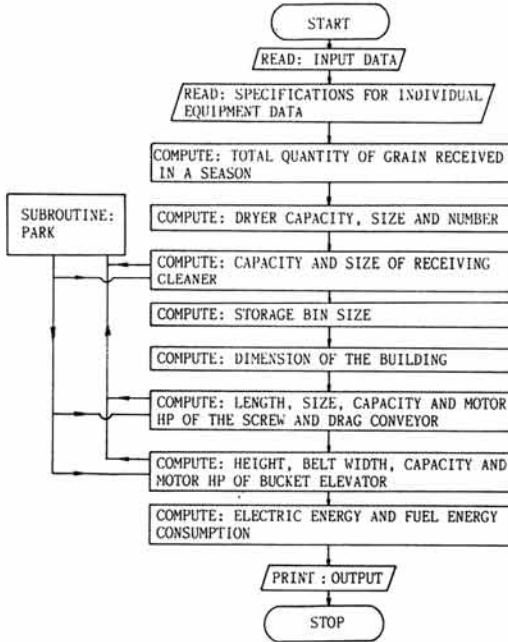 START
READ: INPUT DATA
READ: SPECIFICATIONS FOR INDIVIDUAL
EQUIPMENT DATA
COMPUTE: TOTAL QUANTITY OF GRAIN RECEIVED
IN A SEASON
SUBROUTINE:
PARK
COMPUTE: DRYER CAPACITY, SIZE AND NUMBER
COMPUTE: CAPACITY AND SIZE OF RECEIVING
CLEANER
COMPUTE: STORAGE BIN SIZE
COMPUTE: DIMENSION OF THE BUILDING
COMPUTE: LENGTH, SIZE, CAPACITY AND MOTOR
HP OF THE SCREW AND DRAG CONVEYOR
COMPUTE: HEIGHT, BELT WIDTH, CAPACITY AND
MOTOR HP OF BUCKET ELEVATOR
COMPUTE: ELECTRIC ENERGY AND FUEL ENERGY
CONSUMPTION
PRINT : OUTPUT
STOP